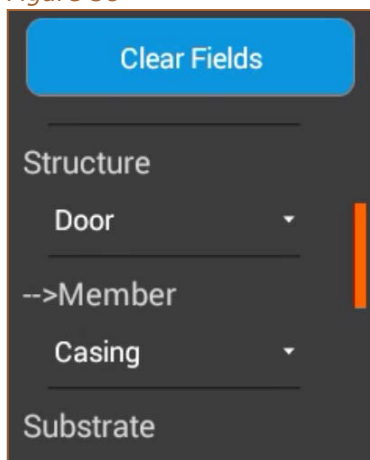 Clear Fields
Structure
Door
-->Member
Casing
Substrate